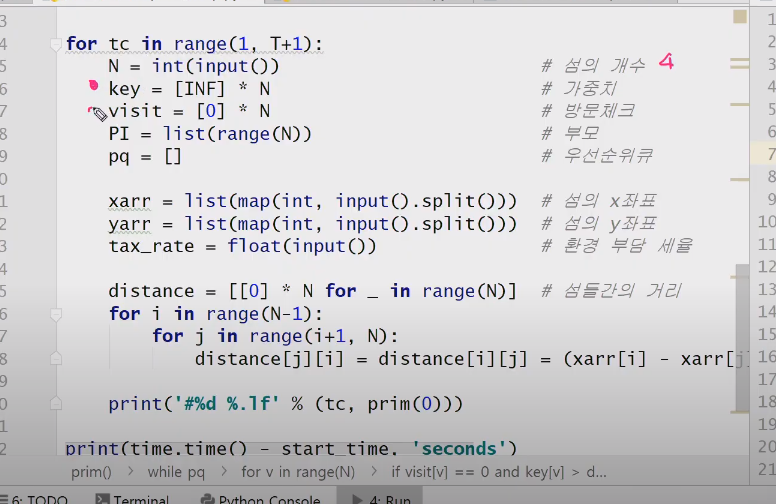 3
4 for tc in range(1, T+1):
5 N = int(input()) # 섬의 개수 4
6 key = [INF] * N # 가중치
7 visit = [0] * N # 방문체크
8 PI = list(range(N)) # 부모
9 pq = [] # 우선순위큐
0
1 xarr = list(map(int, input().split())) # 섬의 x좌표
2 yarr = list(map(int, input().split())) # 섬의 y좌표
3 tax_rate = float(input()) # 환경 부담 세율
4
5 distance = [[0] * N for _ in range(N)] # 섬들간의 거리
6 for i in range(N-1):
7 for j in range(i+1, N):
8 distance[j][i] = distance[i][j] = (xarr[i] - xarr[j]
9
0 print('#%d %.lf' % (tc, prim(0)))
1
2 print(time.time() - start_time, 'seconds')
prim() > while pq > for v in range(N) > if visit[v] == 0 and key[v] > d...
6: TODO Terminal Python Console 4: Run
1
2
3
4
5
6
7
8
9
10
11
12
13
14
15
16
17
18
19
20
21